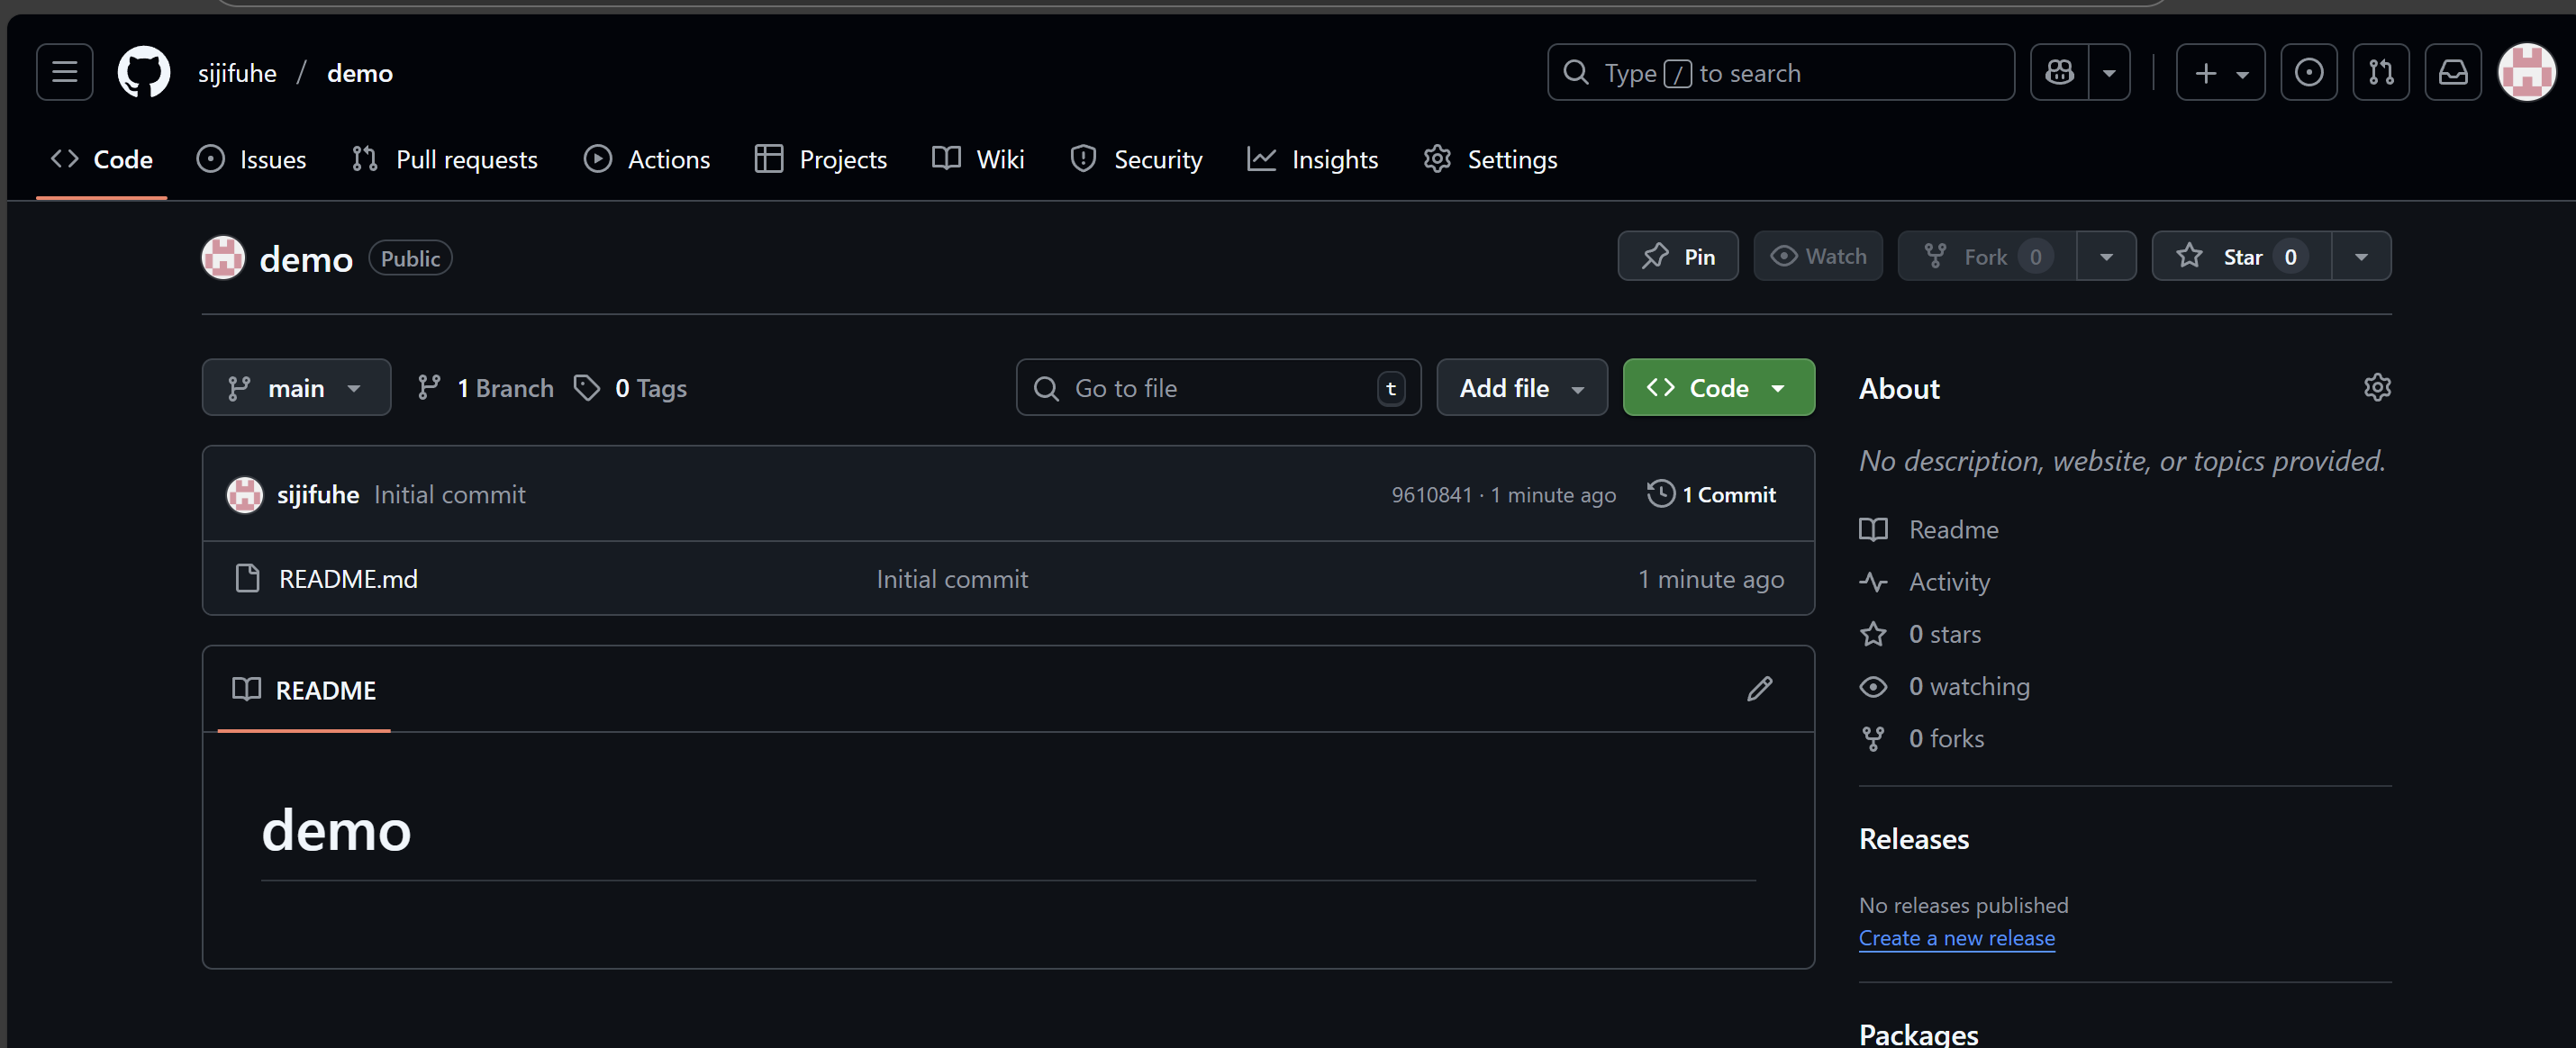 sijifuhe / demo
Type / to search
Code Issues Pull requests Actions Projects Wiki Security Insights Settings
demo Public
Pin Watch Fork 0 Star 0
main 1 Branch 0 Tags
Go to file t Add file Code
sijifuhe Initial commit 9610841 · 1 minute ago 1 Commit
README.md Initial commit 1 minute ago
README
demo
About
No description, website, or topics provided.
Readme
Activity
0 stars
0 watching
0 forks
Releases
No releases published
Create a new release
Packages